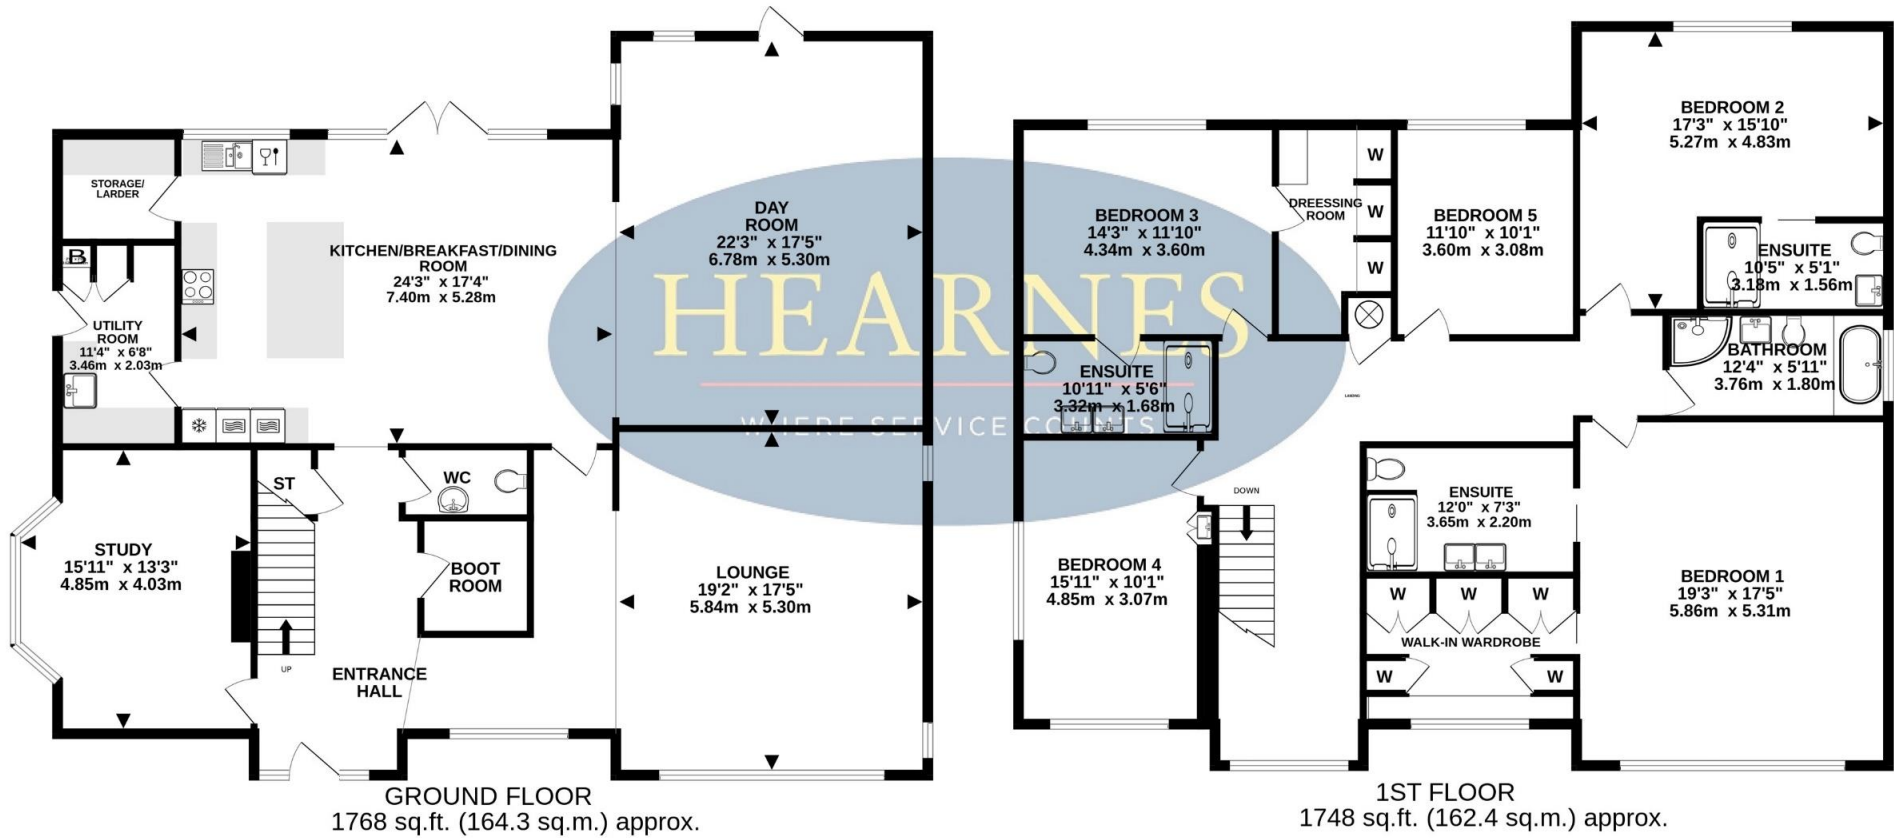 STORAGE/
LARDER
B
UTILITY
ROOM
11'4" x 6'8"
3.46m x 2.03m
KITCHEN/BREAKFAST/DINING
ROOM
24'3" x 17'4"
7.40m x 5.28m
DAY
ROOM
22'3" x 17'5"
6.78m x 5.30m
STUDY
15'11" x 13'3"
4.85m x 4.03m
ST
UP
WC
BOOT
ROOM
ENTRANCE
HALL
LOUNGE
19'2" x 17'5"
5.84m x 5.30m
GROUND FLOOR
1768 sq.ft. (164.3 sq.m.) approx.
HEARNES
WHERE SERVICE COUNTS
BEDROOM 3
14'3" x 11'10"
4.34m x 3.60m
DREESSING
ROOM
W
W
W
BEDROOM 5
11'10" x 10'1"
3.60m x 3.08m
BEDROOM 2
17'3" x 15'10"
5.27m x 4.83m
ENSUITE
10'5" x 5'1"
3.18m x 1.56m
BATHROOM
12'4" x 5'11"
3.76m x 1.80m
ENSUITE
10'11" x 5'6"
3.32m x 1.68m
LANDING
DOWN
BEDROOM 4
15'11" x 10'1"
4.85m x 3.07m
ENSUITE
12'0" x 7'3"
3.65m x 2.20m
W W W
WALK-IN WARDROBE
W W
BEDROOM 1
19'3" x 17'5"
5.86m x 5.31m
1ST FLOOR
1748 sq.ft. (162.4 sq.m.) approx.